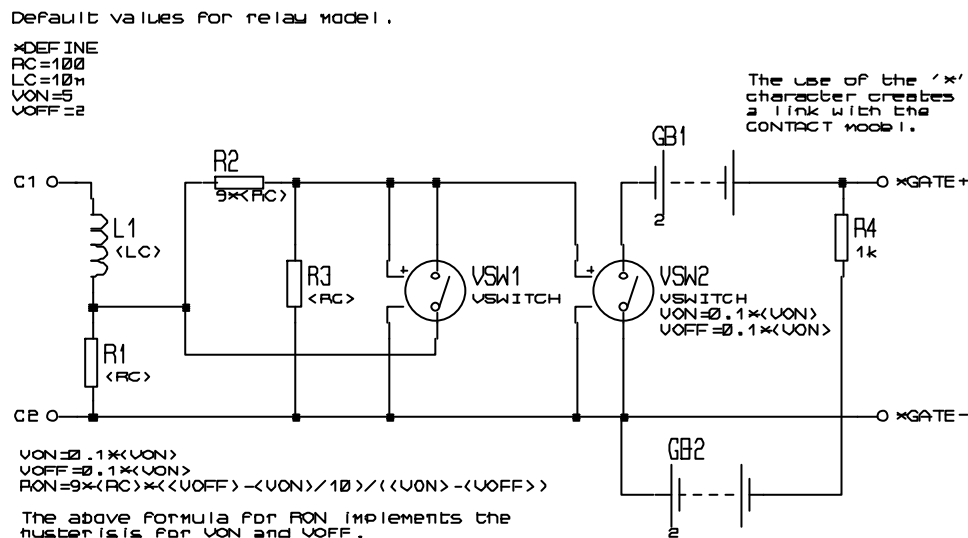 Default values for relay model.
*DEFINE
RC=100
LC=10m
VON=5
VOFF=2
The use of the '*'
character creates
a link with the
CONTACT model.
GB1
2
C1
R2
9*<RC>
*GATE+
L1
<LC>
R3
<RC>
+
VSW1
VSWITCH
+
VSW2
VSWITCH
VON=0.1*<VON>
VOFF=0.1*<VON>
R4
1k
R1
<RC>
C2
*GATE-
VON=0.1*<VON>
VOFF=0.1*<VON>
RON=9*<RC>*<<VOFF>-<VON>/10>/(<VON>-<VOFF>>
GB2
2
The above formula for RON implements the
hysterisis for VON and VOFF.